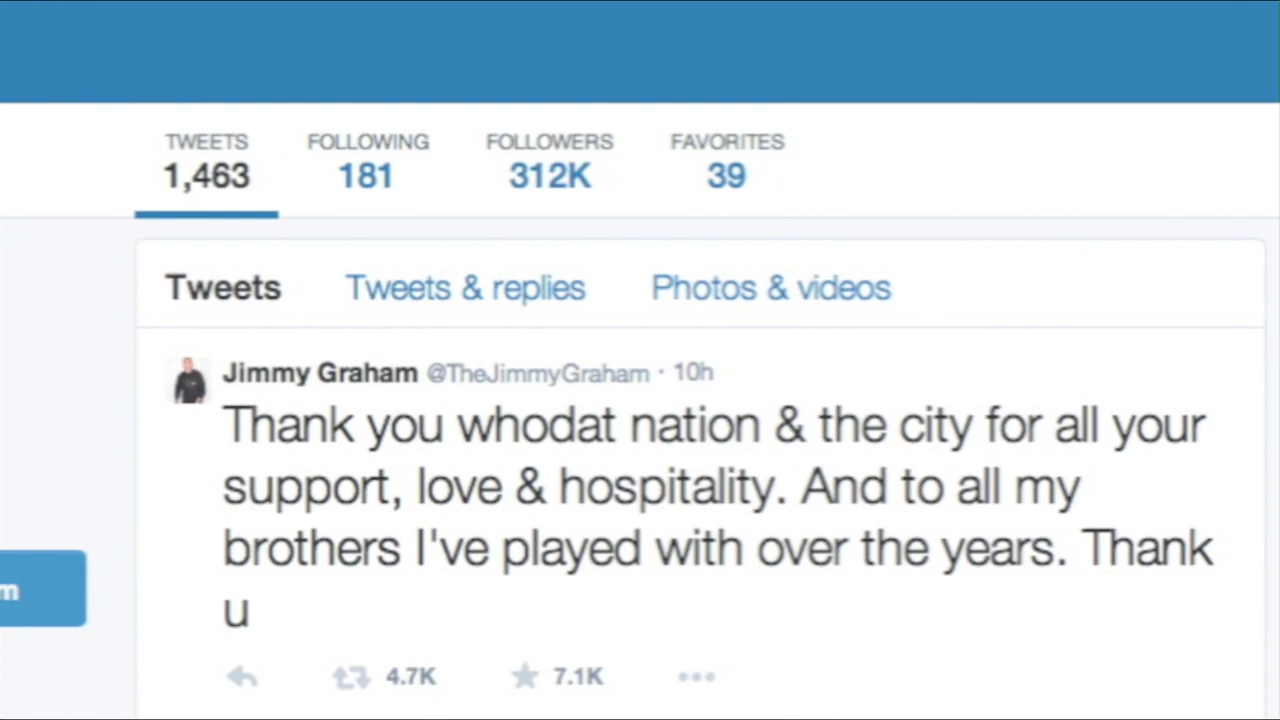 TWEETS FOLLOWING FOLLOWERS FAVORITES
1,463 181 312K 39
Tweets Tweets & replies Photos & videos
Jimmy Graham @TheJimmyGraham · 10h
Thank you whodat nation & the city for all your
support, love & hospitality. And to all my
brothers I've played with over the years. Thank
u
m
4.7K 7.1K